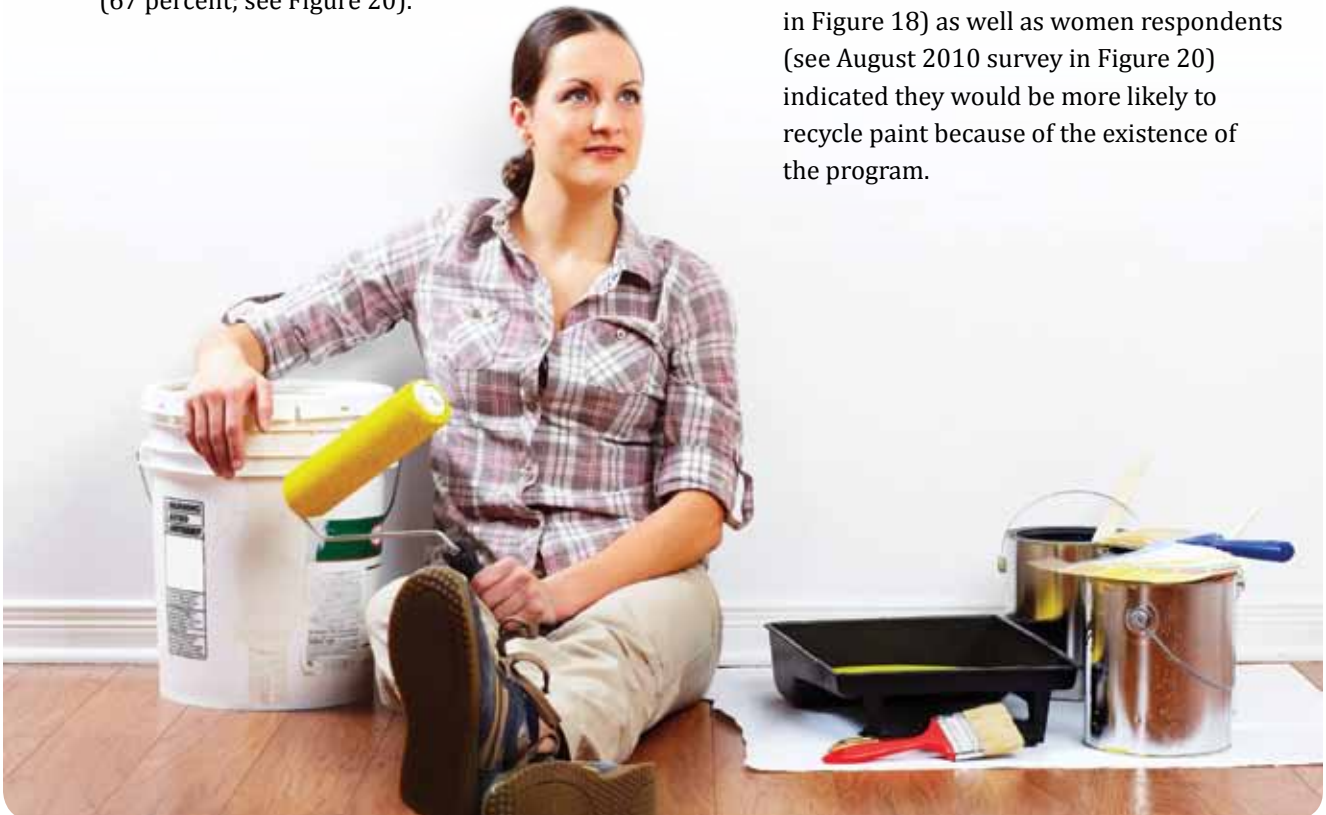 (67 percent; see Figure 20).
in Figure 18) as well as women respondents
(see August 2010 survey in Figure 20)
indicated they would be more likely to
recycle paint because of the existence of
the program.